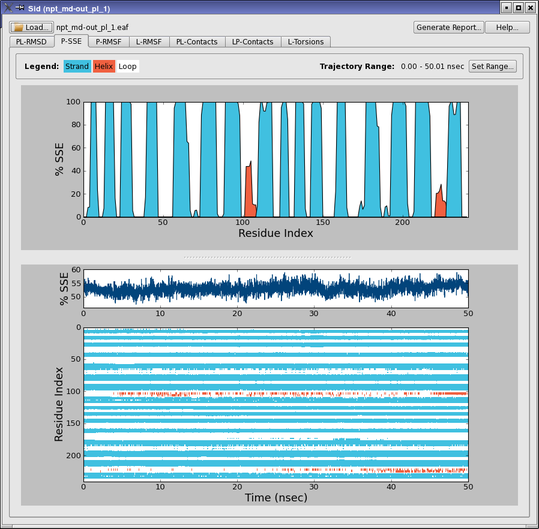 Sid (npt_md-out_pl_1)
Load... npt_md-out_pl_1.eaf Generate Report... Help...
PL-RMSD P-SSE P-RMSF L-RMSF PL-Contacts LP-Contacts L-Torsions
Legend: Strand Helix Loop Trajectory Range: 0.00 - 50.01 nsec Set Range...
100
80
60
40
20
0
% SSE
0 50 100 150 200
Residue Index
60
55
50
% SSE
0 10 20 30 40 50
0
50
100
150
200
Residue Index
0 10 20 30 40 50
Time (nsec)